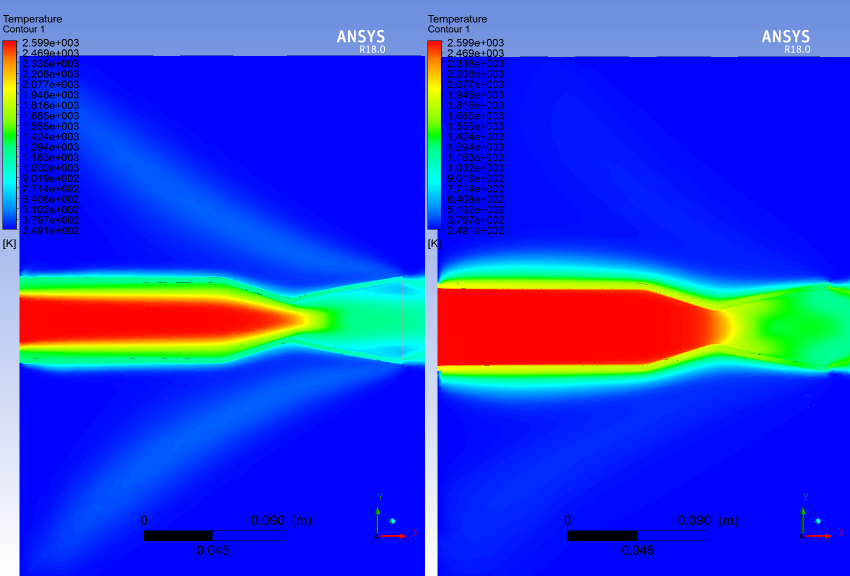 Temperature
Contour 1
2.599e+003
2.469e+003
2.338e+003
2.208e+003
2.077e+003
1.946e+003
1.816e+003
1.685e+003
1.555e+003
1.424e+003
1.294e+003
1.163e+003
1.032e+003
9.019e+002
7.714e+002
6.408e+002
5.102e+002
3.797e+002
2.491e+002
[K]
ANSYS
R18.0
0 0.090 (m)
0.045
Y
X
Temperature
Contour 1
2.599e+003
2.469e+003
2.338e+003
2.208e+003
2.077e+003
1.946e+003
1.816e+003
1.685e+003
1.555e+003
1.424e+003
1.294e+003
1.163e+003
1.032e+003
9.019e+002
7.714e+002
6.408e+002
5.102e+002
3.797e+002
2.491e+002
[K]
ANSYS
R18.0
0 0.090 (m)
0.045
Y
X